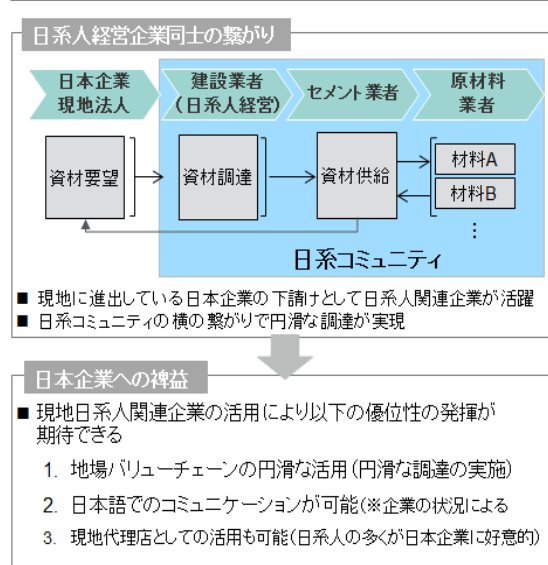 日系人経営企業同士の繋がり
日本企業
現地法人
建設業者
(日系人経営)
セメント業者
原材料
業者
資材要望
資材調達
資材供給
材料A
材料B
⋮
日系コミュニティ
■ 現地に進出している日本企業の下請けとして日系人関連企業が活躍
■ 日系コミュニティの横の繋がりで円滑な調達が実現
日本企業への裨益
■ 現地日系人関連企業の活用により以下の優位性の発揮が
期待できる
1. 地場バリューチェーンの円滑な活用(円滑な調達の実施)
2. 日本語でのコミュニケーションが可能(※企業の状況による
3. 現地代理店としての活用も可能(日系人の多くが日本企業に好意的)